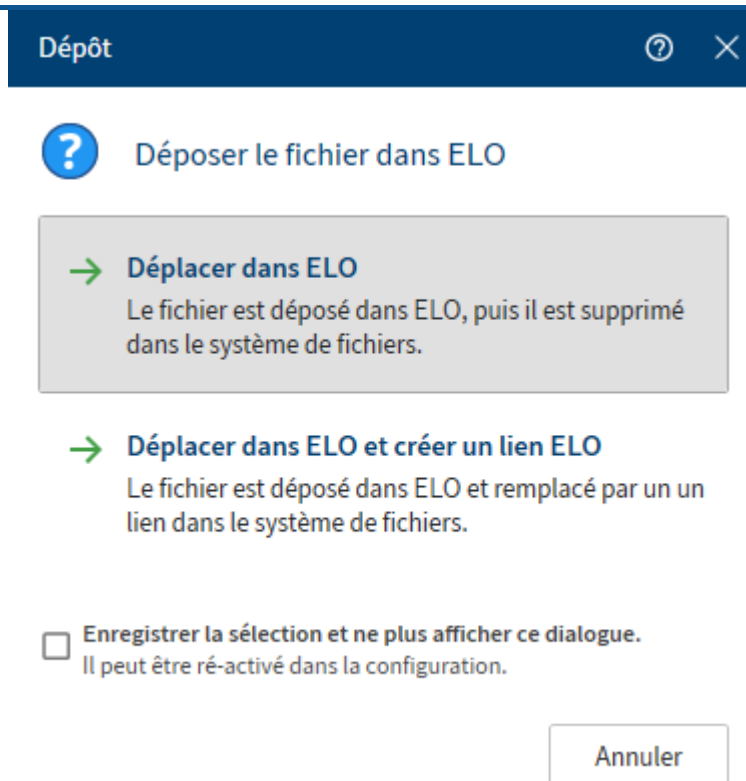 Dépôt
Déposer le fichier dans ELO
Déplacer dans ELO
Le fichier est déposé dans ELO, puis il est supprimé
dans le système de fichiers.
Déplacer dans ELO et créer un lien ELO
Le fichier est déposé dans ELO et remplacé par un un
lien dans le système de fichiers.
Enregistrer la sélection et ne plus afficher ce dialogue.
Il peut être ré-activé dans la configuration.
Annuler